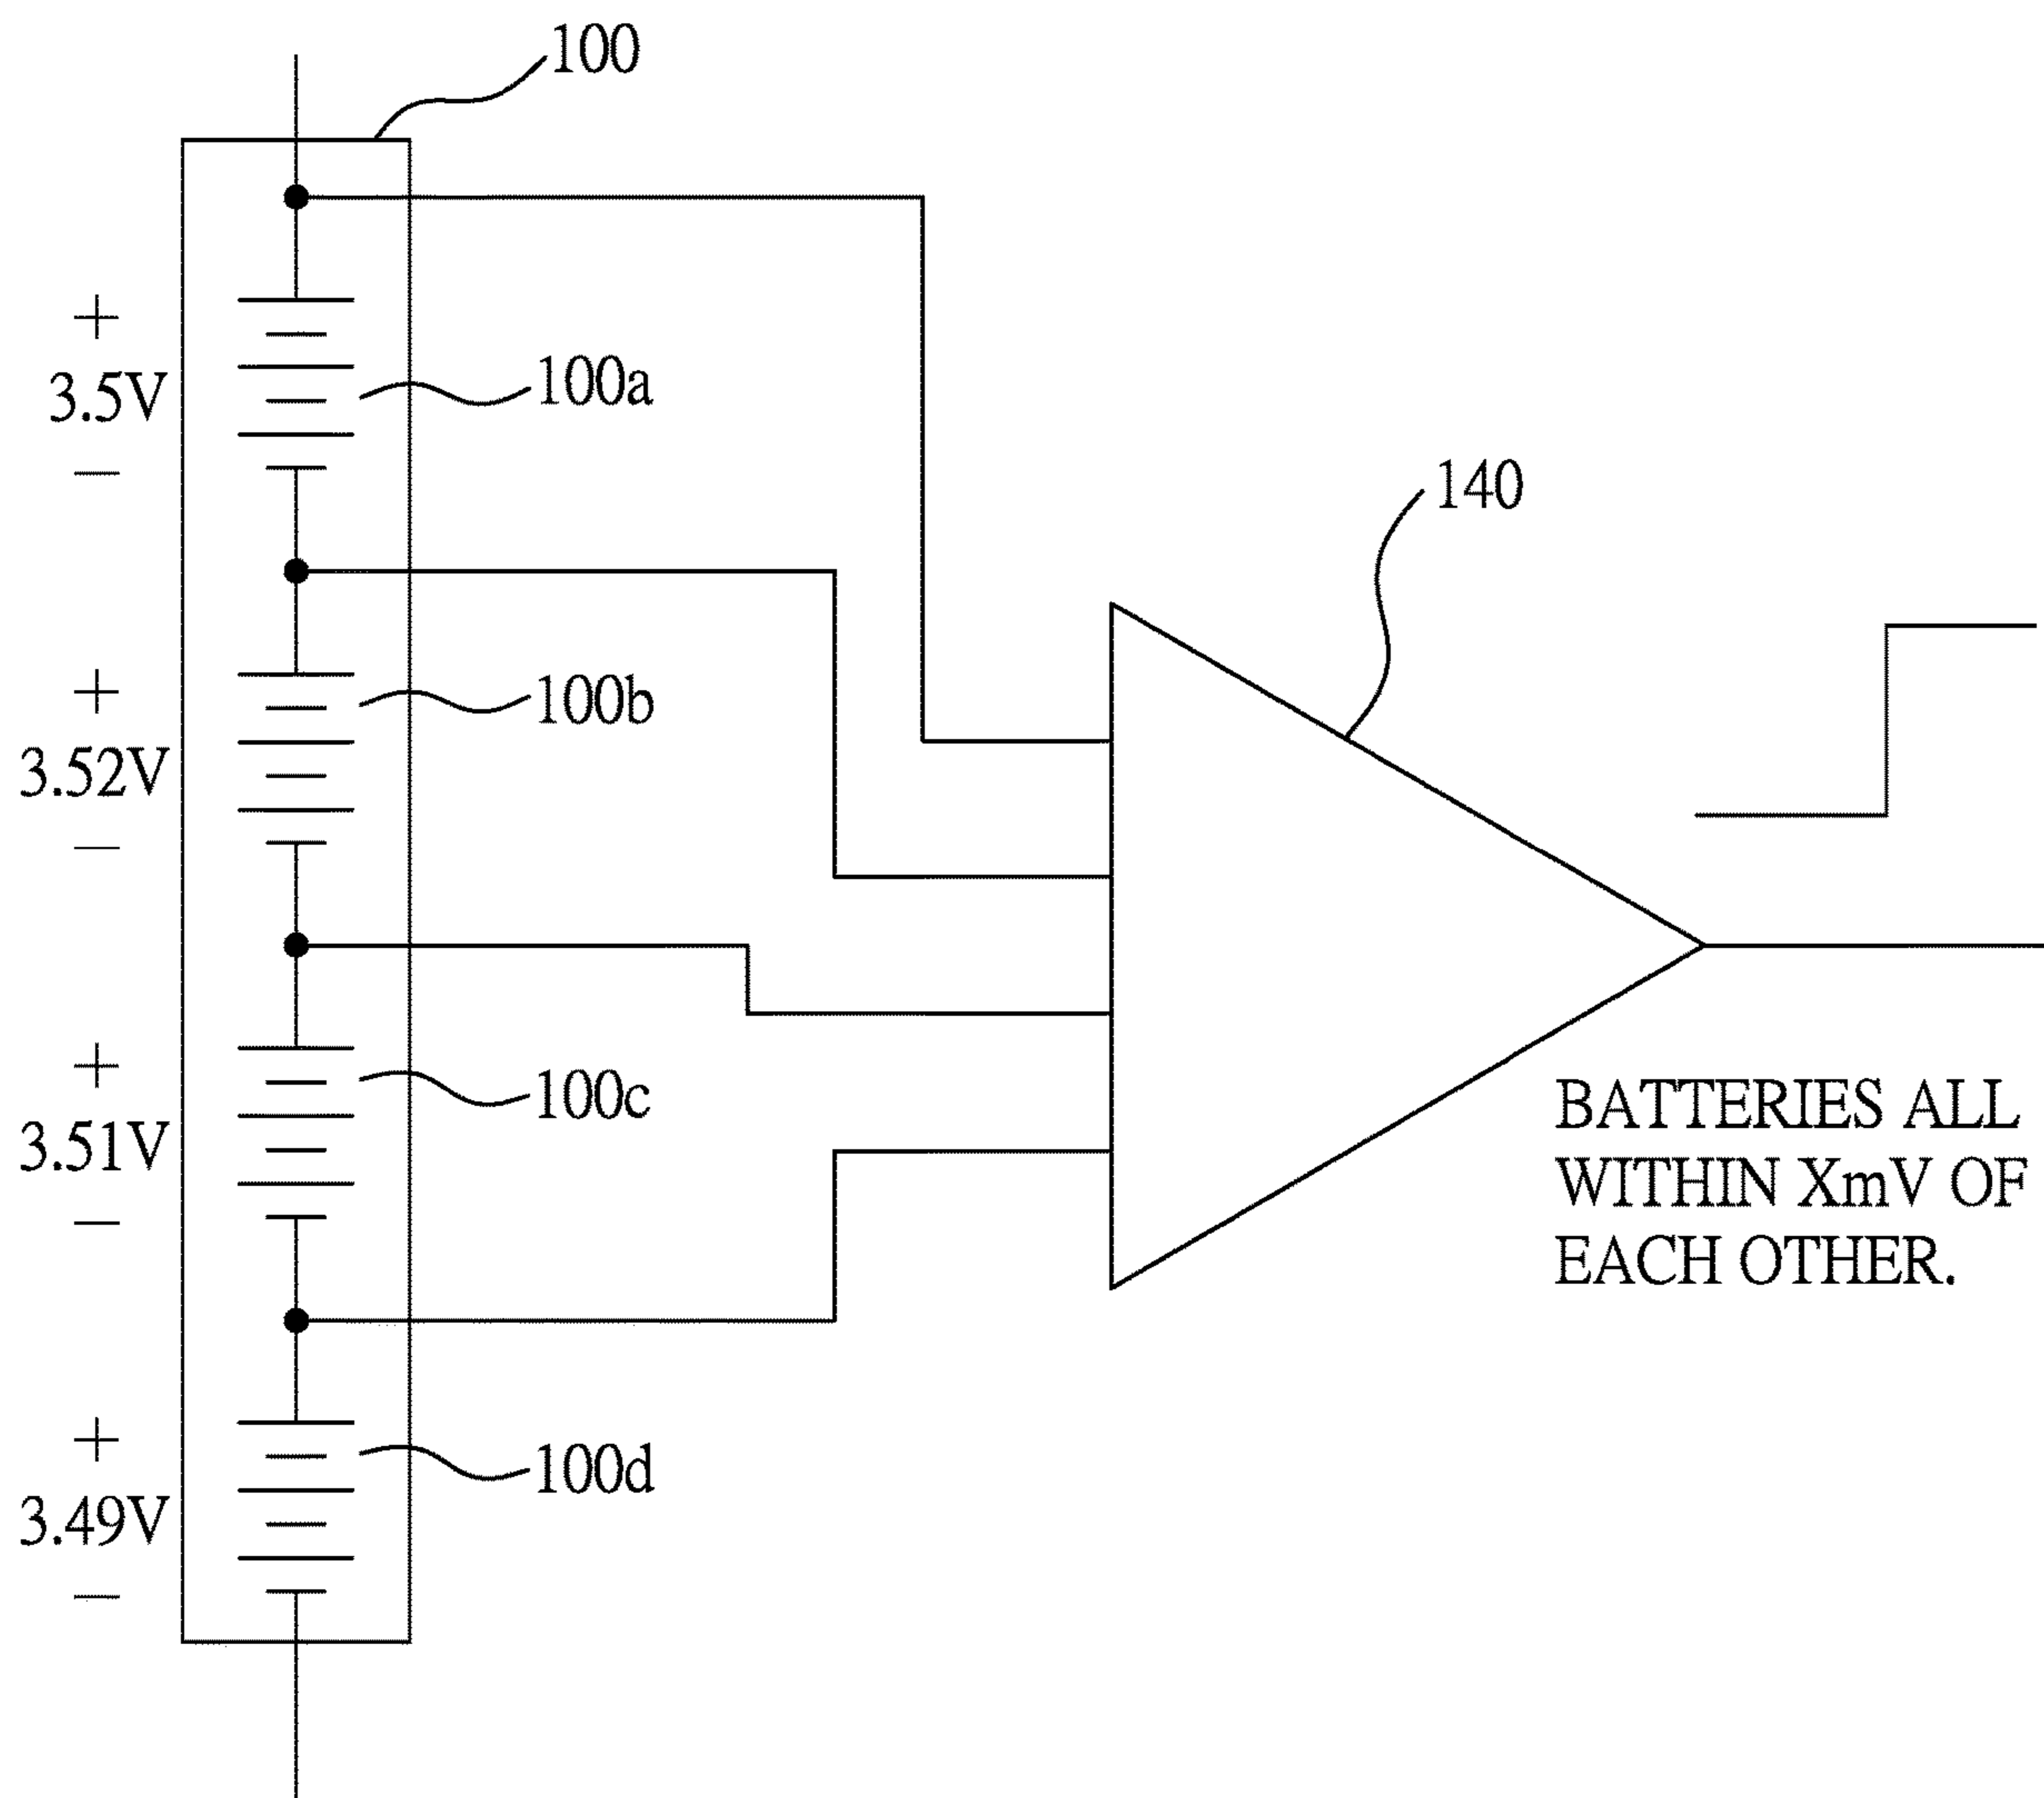 100
+
3.5V
−
100a
140
+
3.52V
−
100b
+
3.51V
−
100c
BATTERIES ALL
WITHIN XmV OF
EACH OTHER.
+
3.49V
−
100d